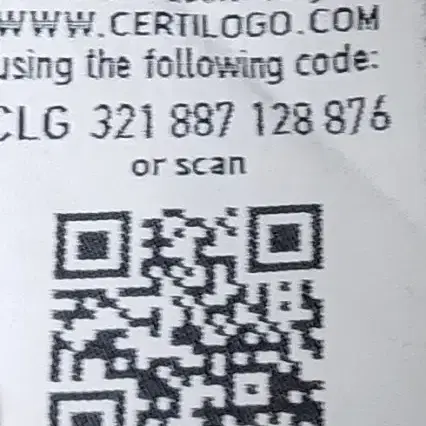 WWW.CERTILOGO.COM
using the following code:
CLG 321 887 128 876
or scan